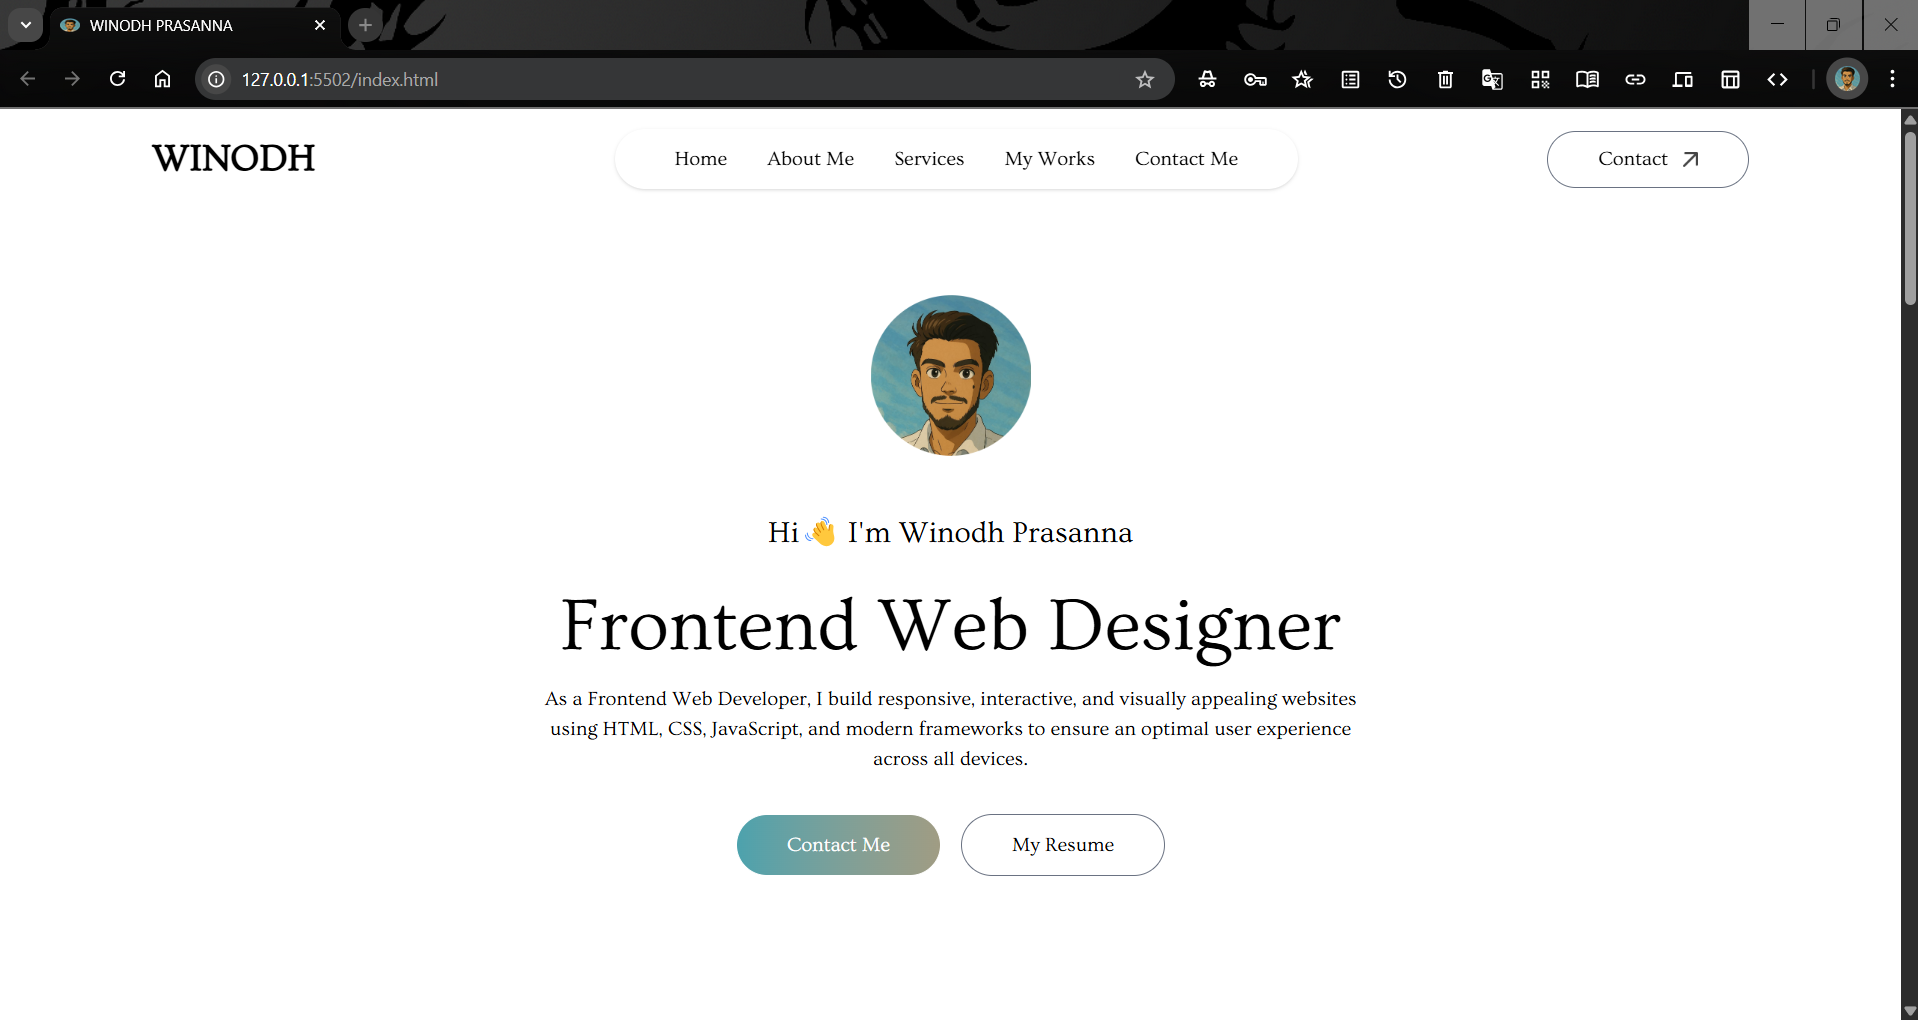 WINODH PRASANNA
127.0.0.1:5502/index.html
WINODH
Home About Me Services My Works Contact Me
Contact
Hi 👋 I'm Winodh Prasanna
Frontend Web Designer
As a Frontend Web Developer, I build responsive, interactive, and visually appealing websites
using HTML, CSS, JavaScript, and modern frameworks to ensure an optimal user experience
across all devices.
Contact Me
My Resume